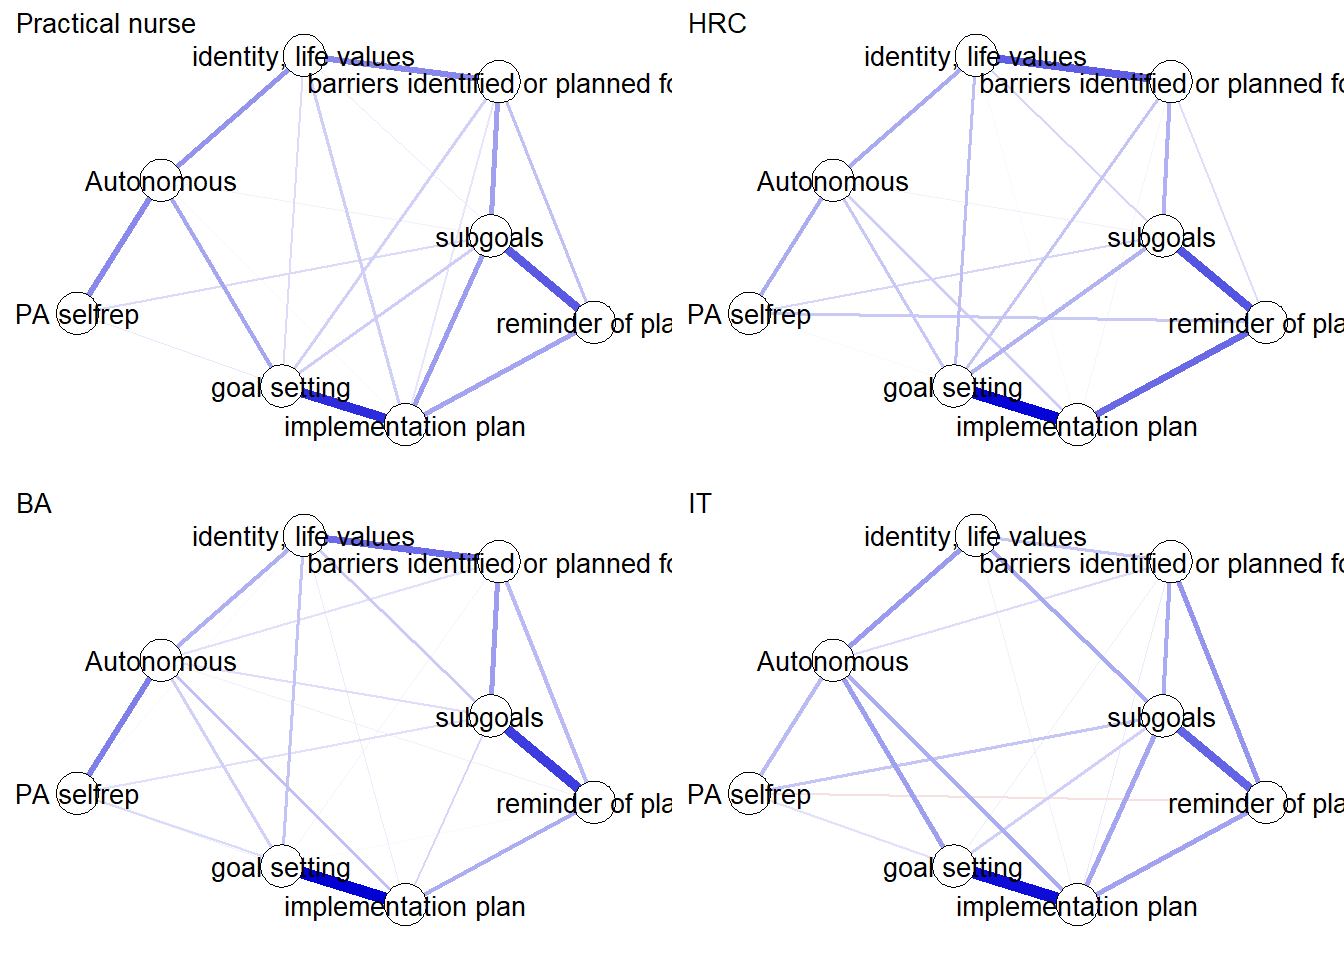 Practical nurse
identity, life values
barriers identified or planned fo
Autonomous
subgoals
PA selfrep
reminder of pla
goal setting
implementation plan
HRC
identity, life values
barriers identified or planned fo
Autonomous
subgoals
PA selfrep
reminder of pla
goal setting
implementation plan
BA
identity, life values
barriers identified or planned fo
Autonomous
subgoals
PA selfrep
reminder of pla
goal setting
implementation plan
IT
identity, life values
barriers identified or planned fo
Autonomous
subgoals
PA selfrep
reminder of pla
goal setting
implementation plan